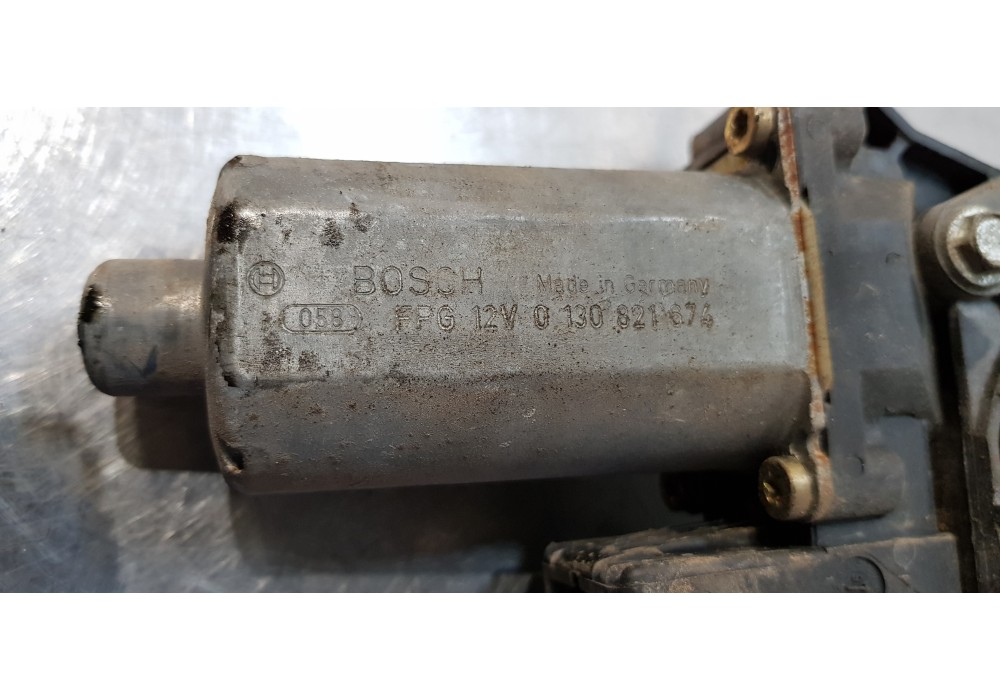 BOSCH Made in Germany
058 FPG 12V 0 130 821 674